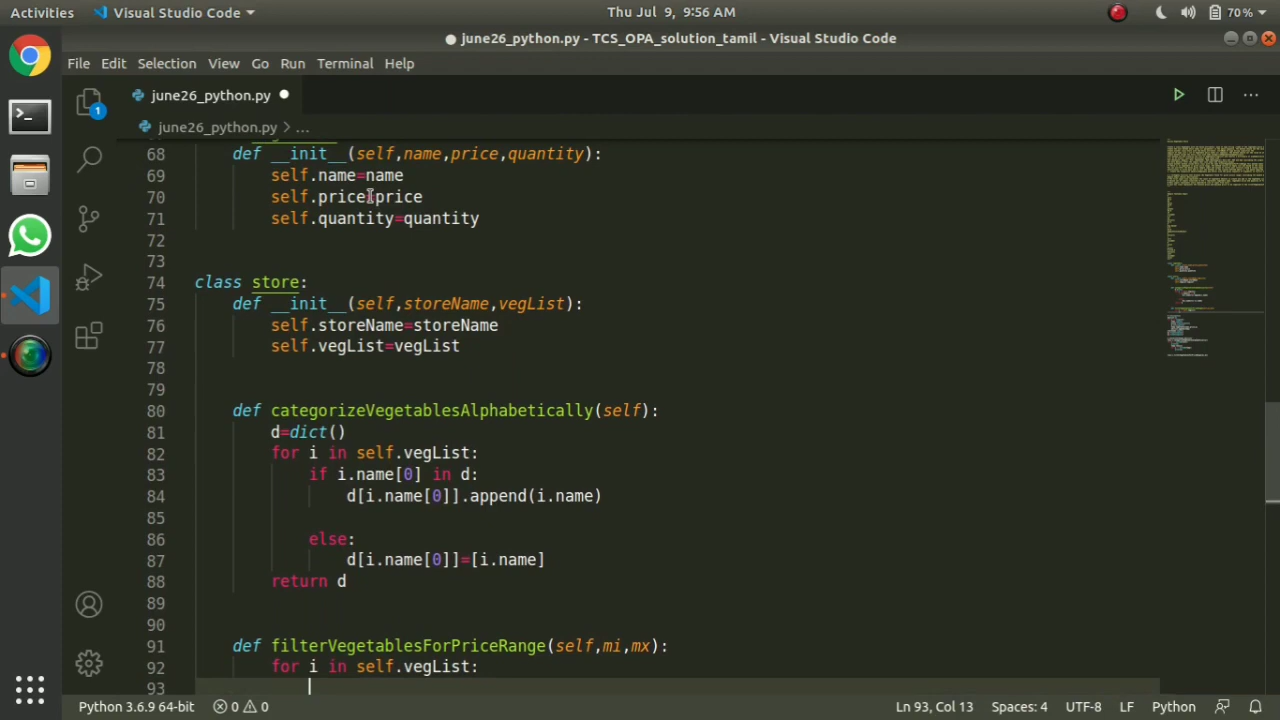 Activities Visual Studio Code Thu Jul 9, 9:56 AM 70%
june26_python.py - TCS_OPA_solution_tamil - Visual Studio Code
File Edit Selection View Go Run Terminal Help
1 june26_python.py
june26_python.py > ...
68 def __init__(self,name,price,quantity):
69 self.name=name
70 self.price=price
71 self.quantity=quantity
72
73
74 class store:
75 def __init__(self,storeName,vegList):
76 self.storeName=storeName
77 self.vegList=vegList
78
79
80 def categorizeVegetablesAlphabetically(self):
81 d=dict()
82 for i in self.vegList:
83 if i.name[0] in d:
84 d[i.name[0]].append(i.name)
85
86 else:
87 d[i.name[0]]=[i.name]
88 return d
89
90
91 def filterVegetablesForPriceRange(self,mi,mx):
92 for i in self.vegList:
93
Python 3.6.9 64-bit 0 0 Ln 93, Col 13 Spaces: 4 UTF-8 LF Python